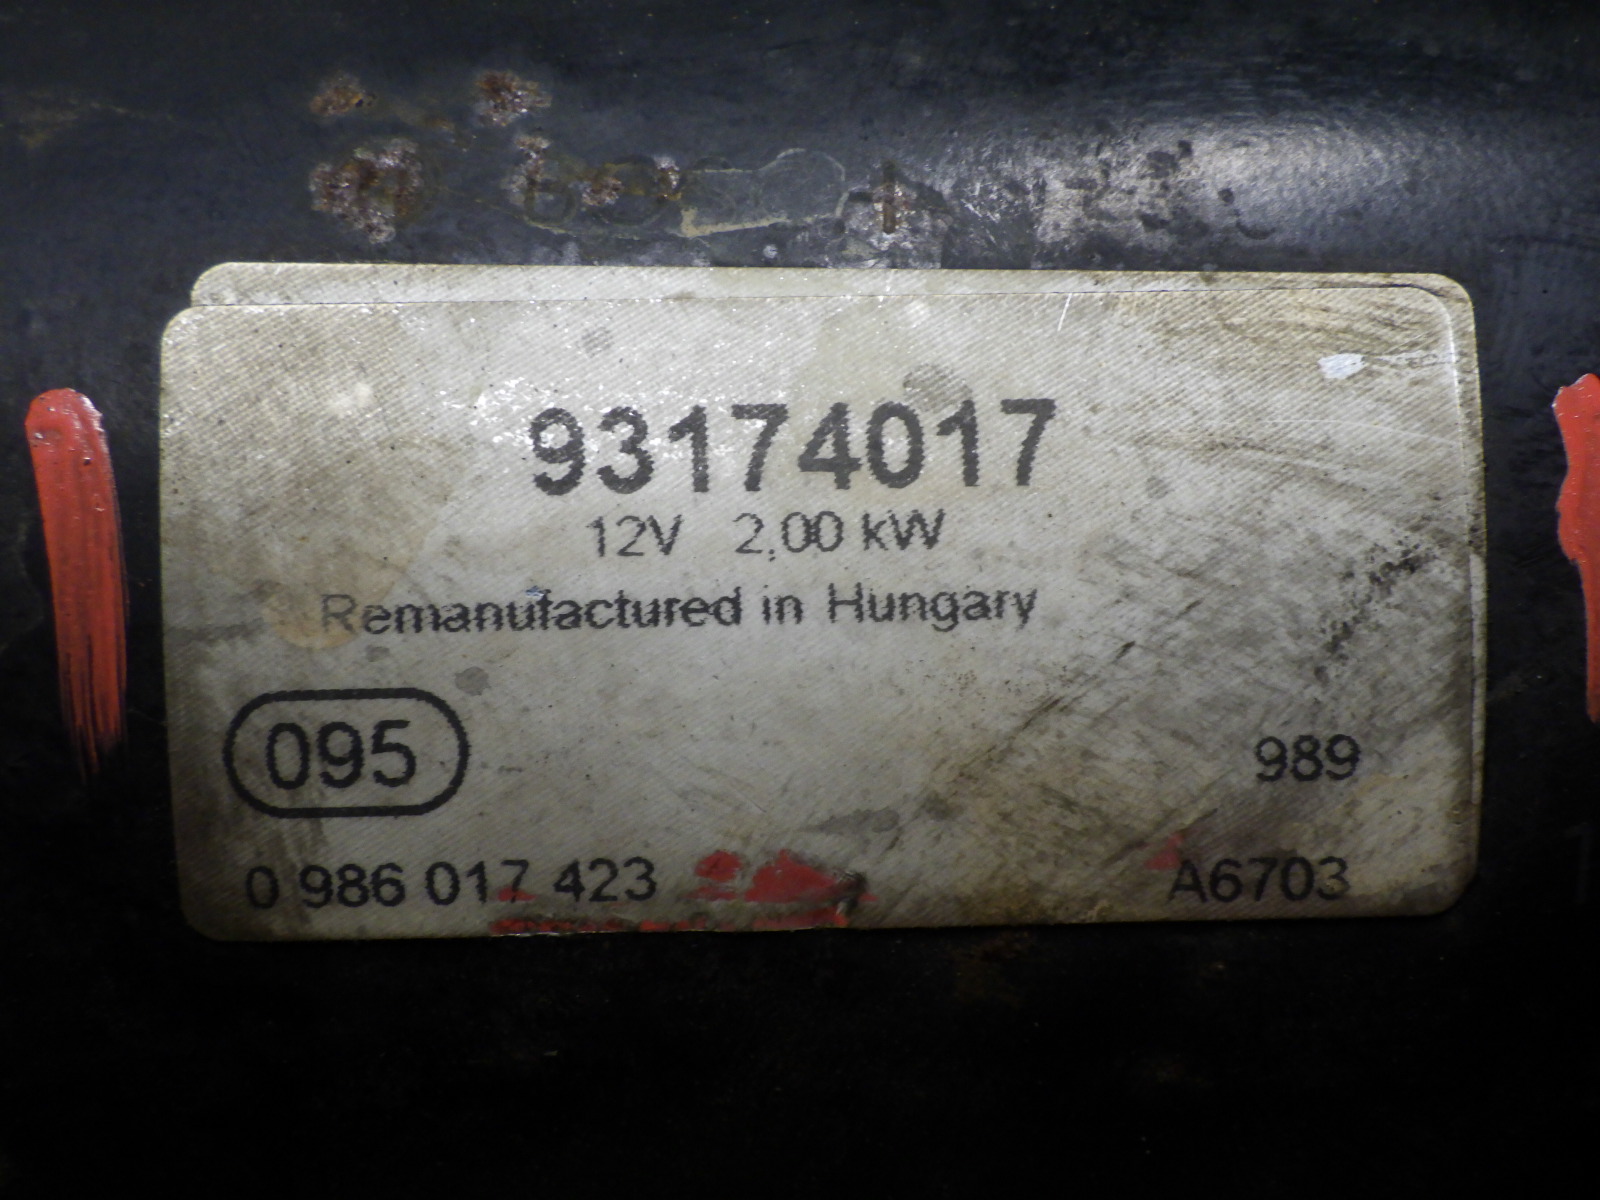 93174017
12V 2,00 kW
Remanufactured in Hungary
095
989
0 986 017 423
A6703